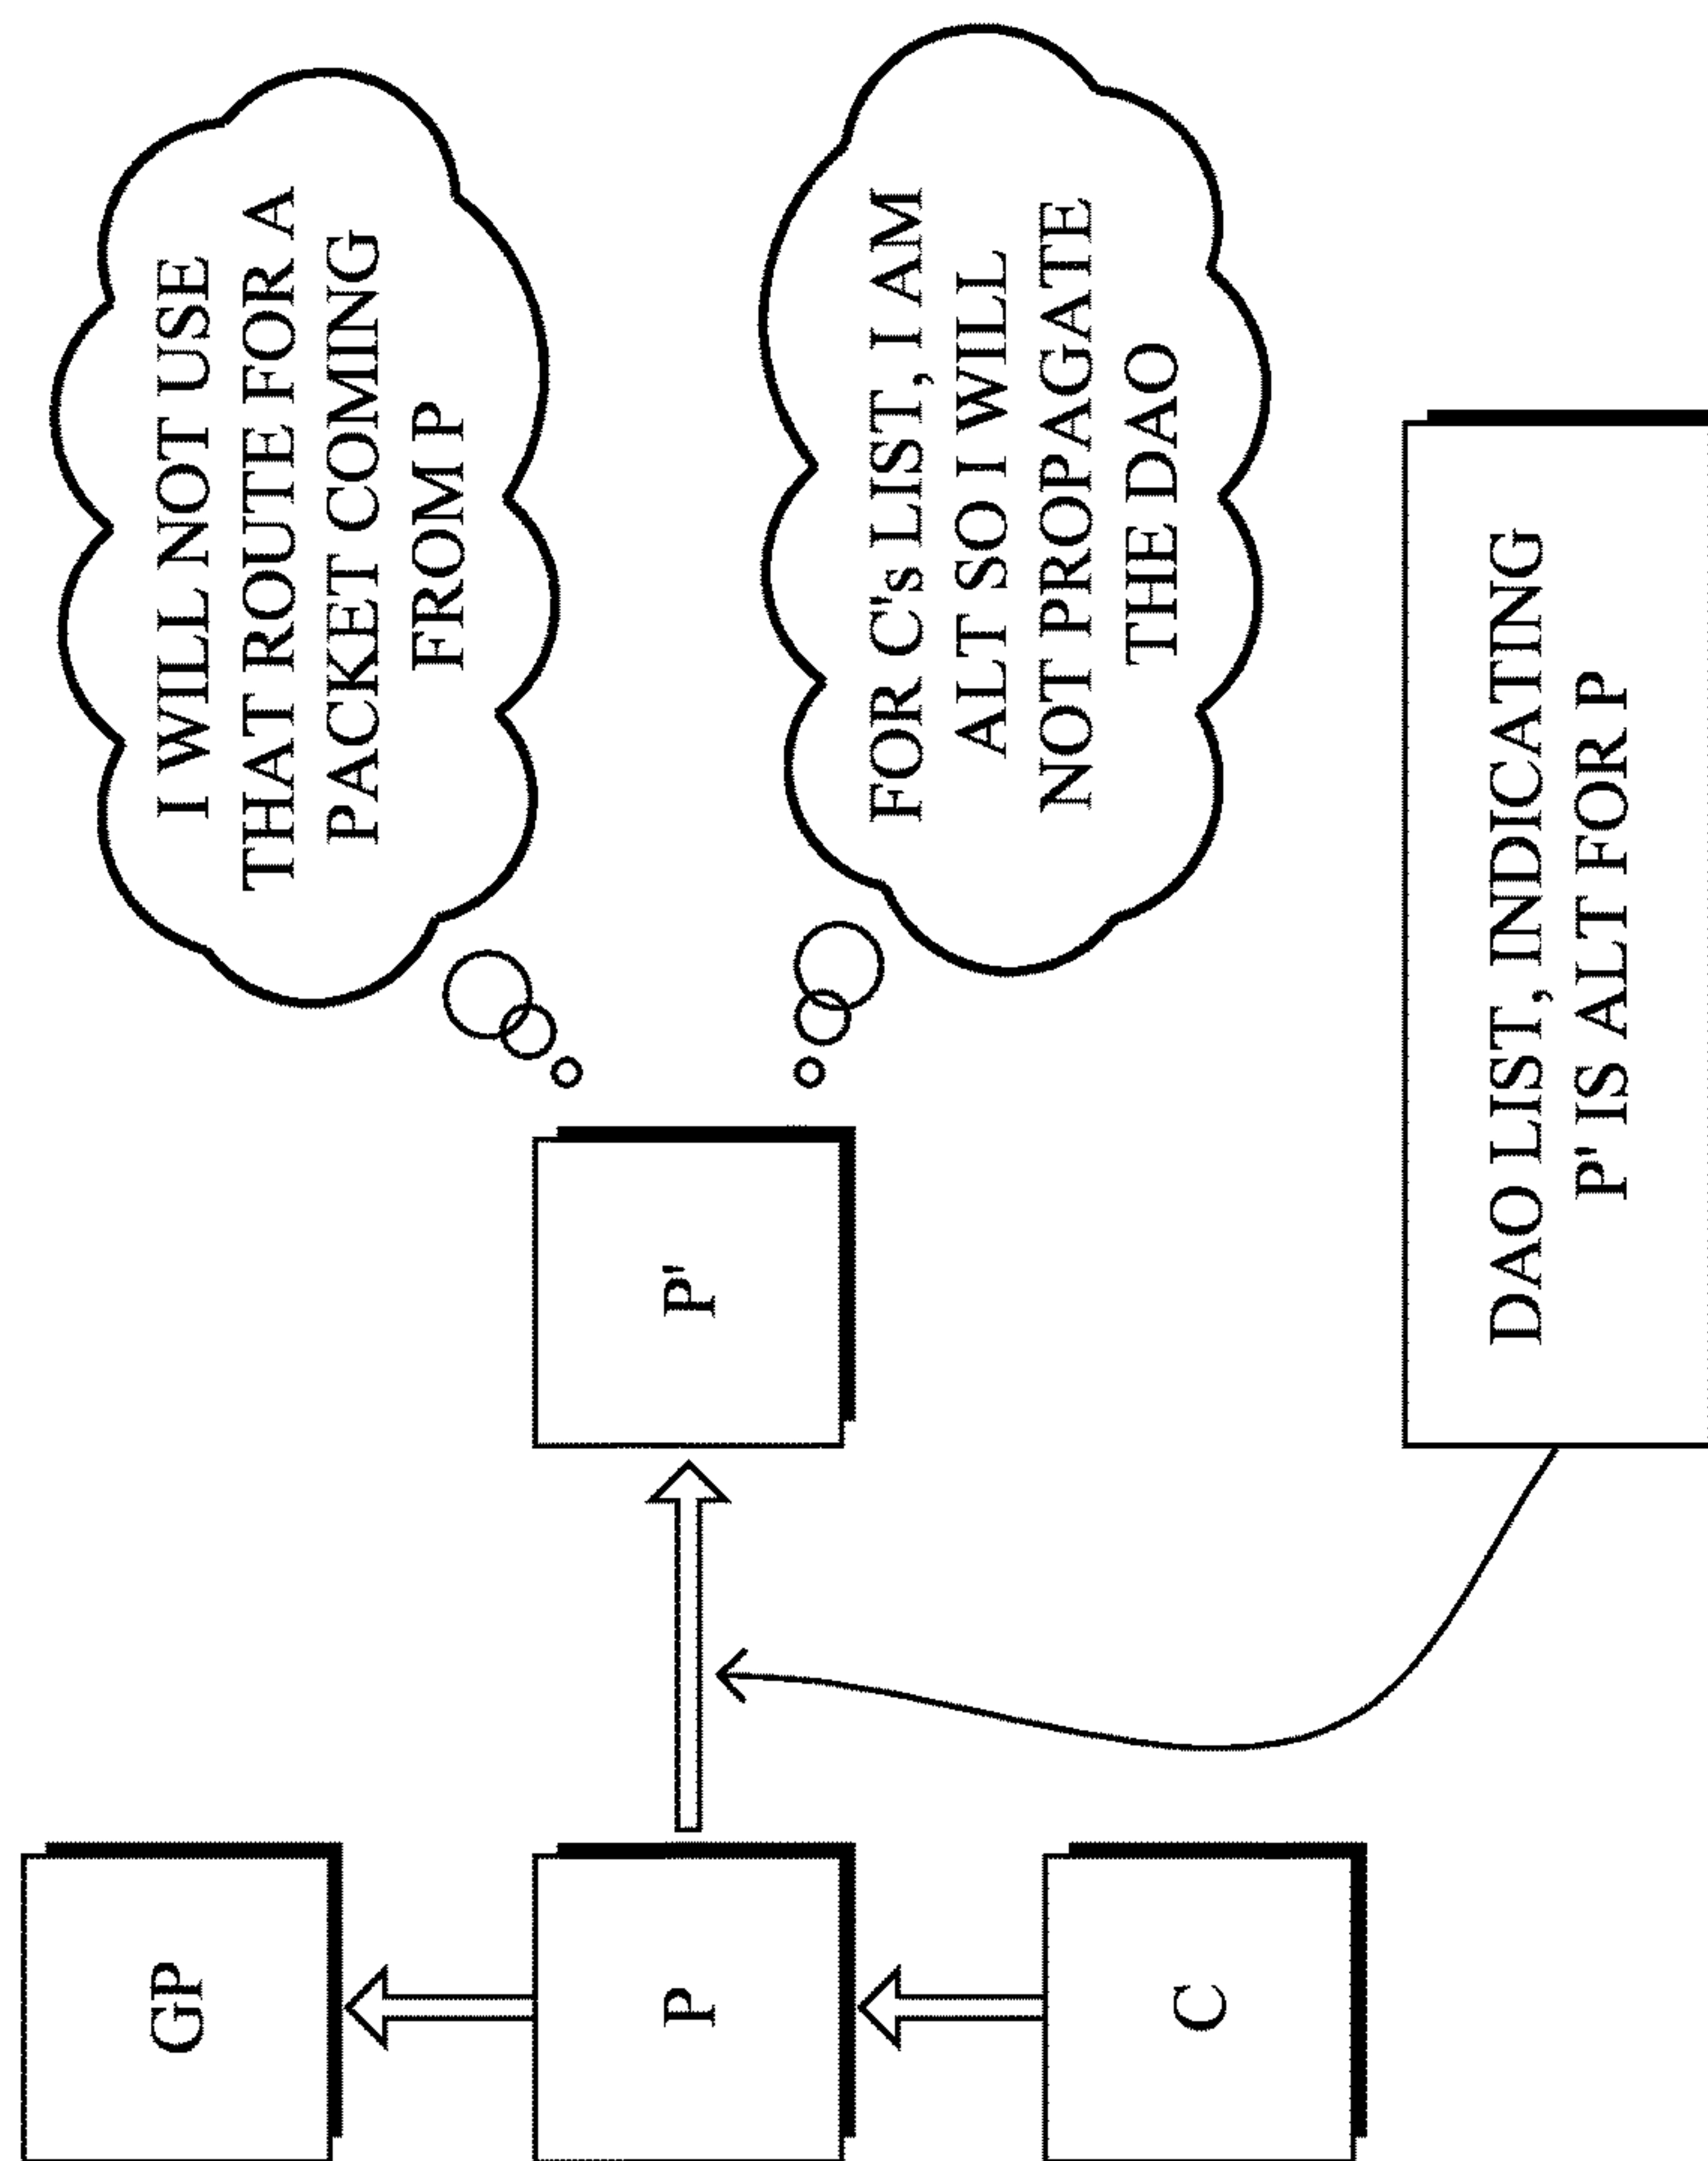 I WILL NOT USE
THAT ROUTE FOR A
PACKET COMING
FROM P
FOR C's LIST, I AM
ALT SO I WILL
NOT PROPAGATE
THE DAO
GP
P
P'
C
DAO LIST, INDICATING
P' IS ALT FOR P